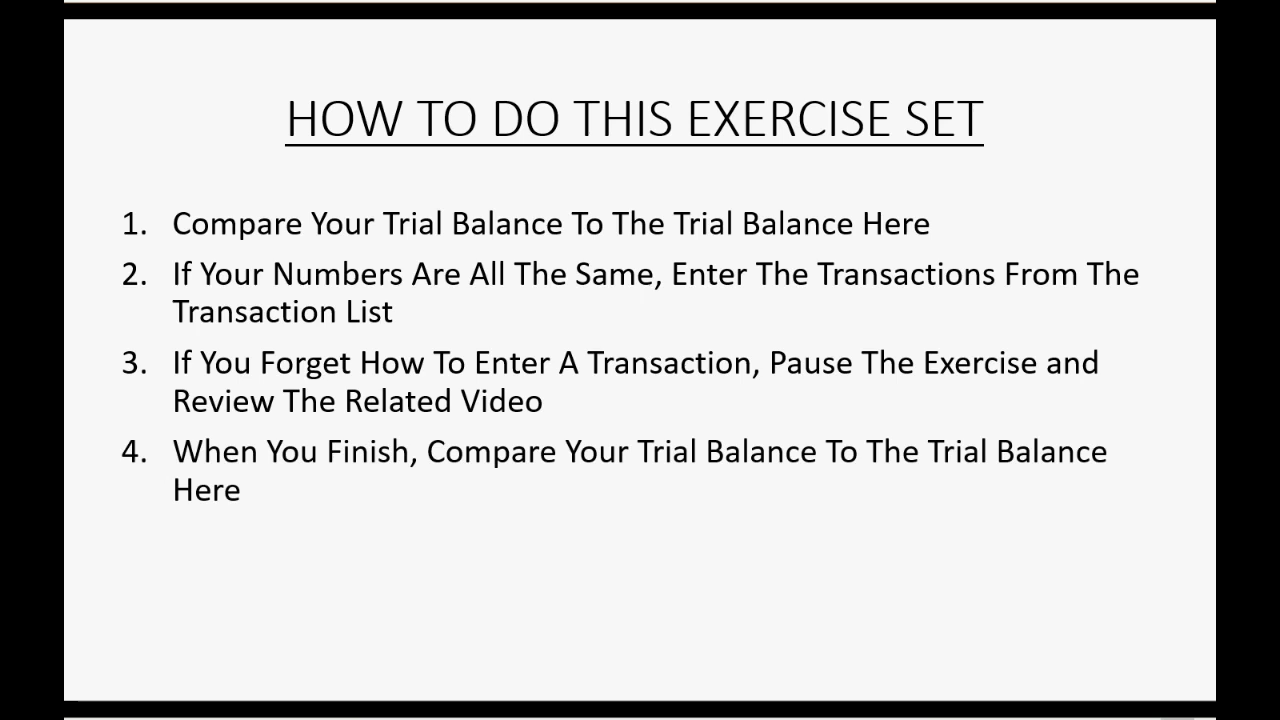 HOW TO DO THIS EXERCISE SET
1. Compare Your Trial Balance To The Trial Balance Here
2. If Your Numbers Are All The Same, Enter The Transactions From The
Transaction List
3. If You Forget How To Enter A Transaction, Pause The Exercise and
Review The Related Video
4. When You Finish, Compare Your Trial Balance To The Trial Balance
Here